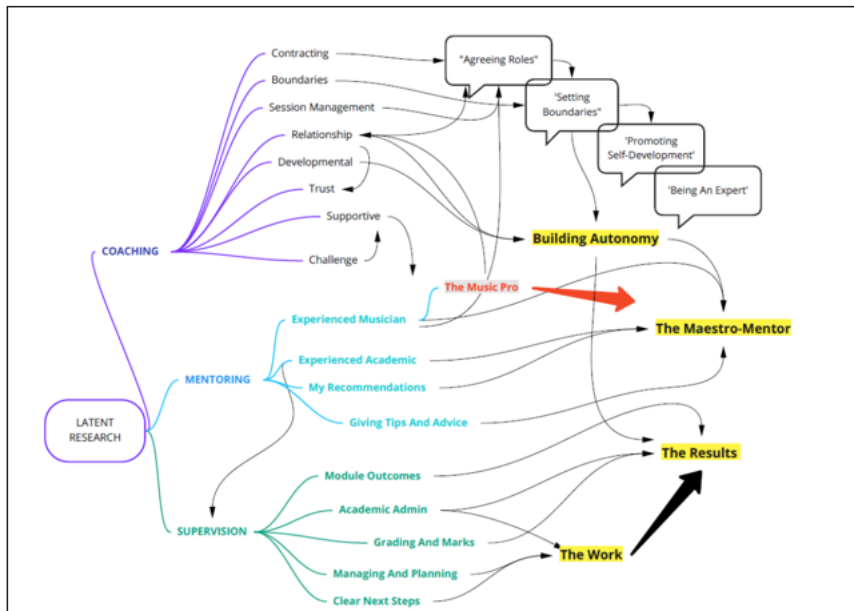 Contracting
"Agreeing Roles"
Boundaries
'Setting
Boundaries"
Session Management
Relationship
'Promoting
Self-Development'
Developmental
Trust
'Being An Expert'
Supportive
Building Autonomy
COACHING
Challenge
The Music Pro
Experienced Musician
The Maestro-Mentor
Experienced Academic
MENTORING
My Recommendations
Giving Tips And Advice
LATENT
RESEARCH
The Results
Module Outcomes
Academic Admin
SUPERVISION
Grading And Marks
The Work
Managing And Planning
Clear Next Steps